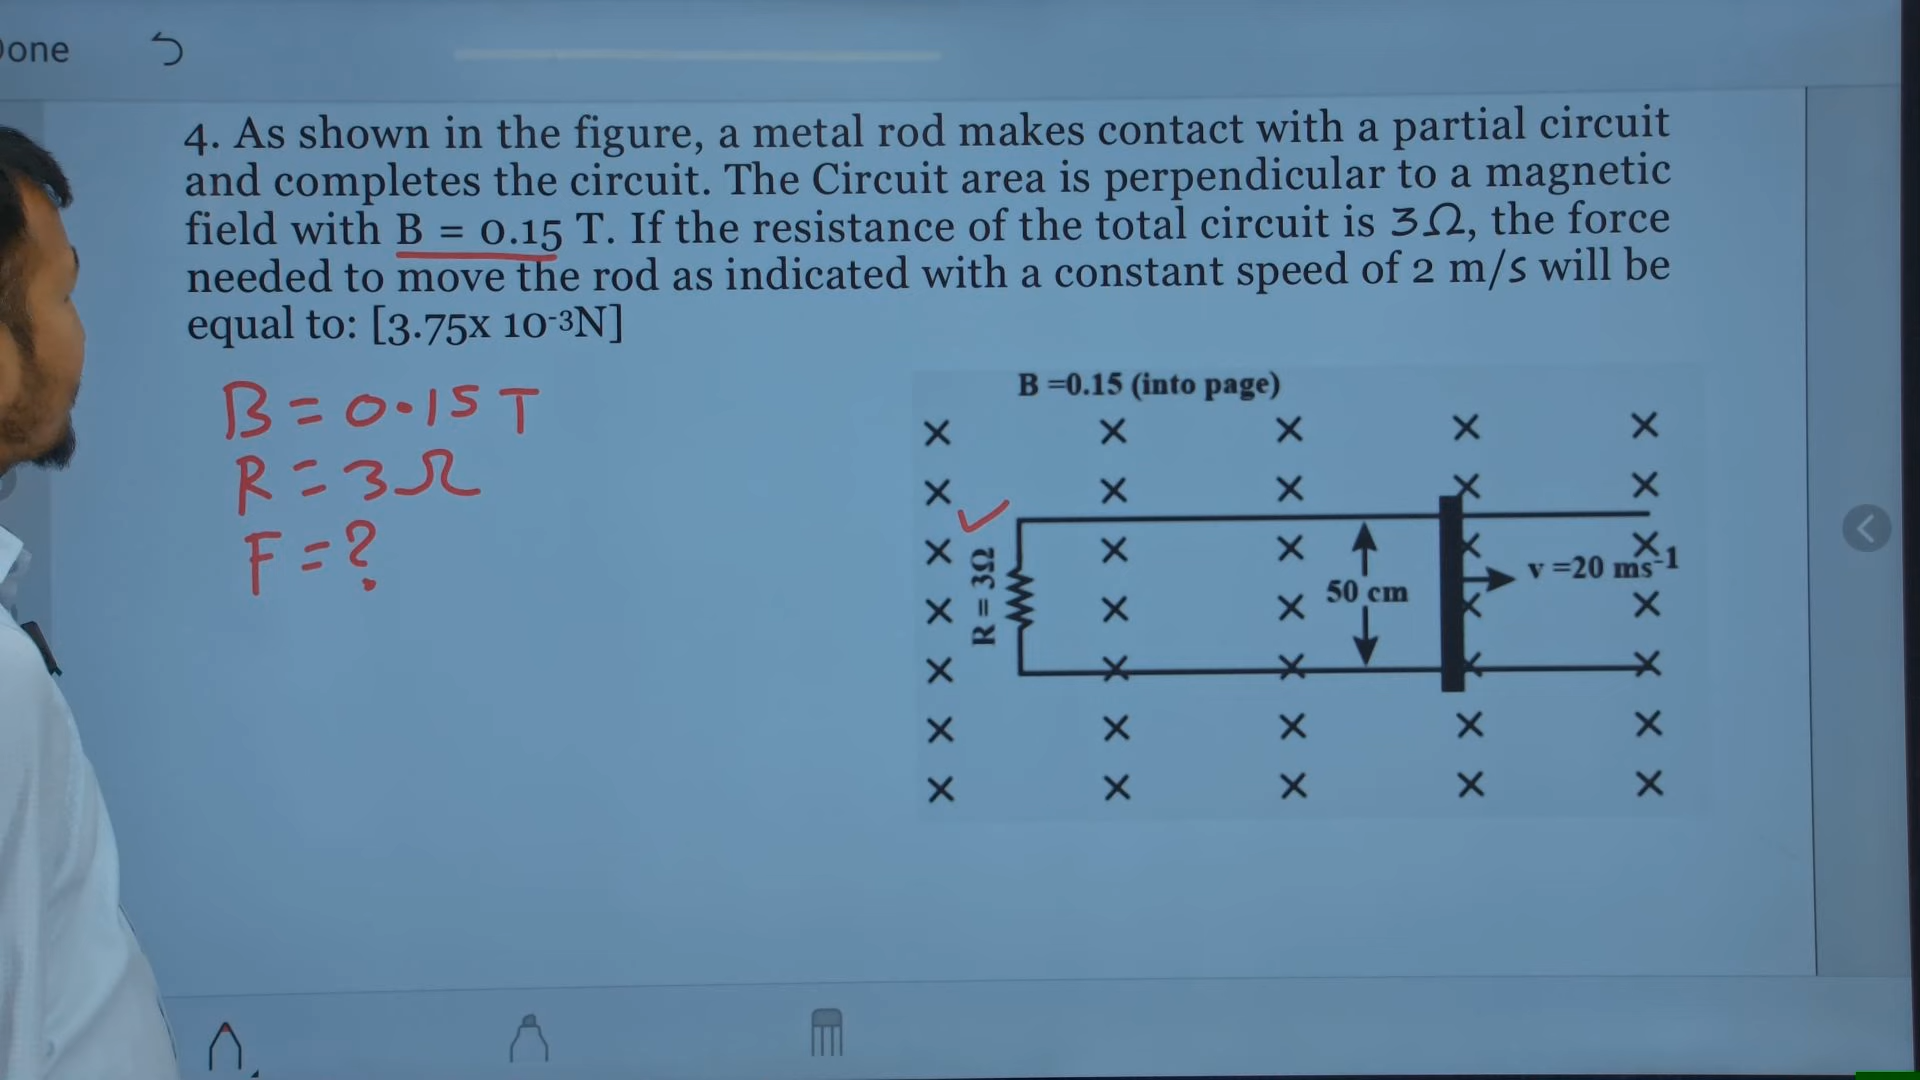 Done
4. As shown in the figure, a metal rod makes contact with a partial circuit
and completes the circuit. The Circuit area is perpendicular to a magnetic
field with B = 0.15 T. If the resistance of the total circuit is 3Ω, the force
needed to move the rod as indicated with a constant speed of 2 m/s will be
equal to: [3.75x 10⁻³N]
B = 0.15 T
R = 3Ω
F = ?
B =0.15 (into page)
R = 3Ω
50 cm
v =20 ms⁻¹